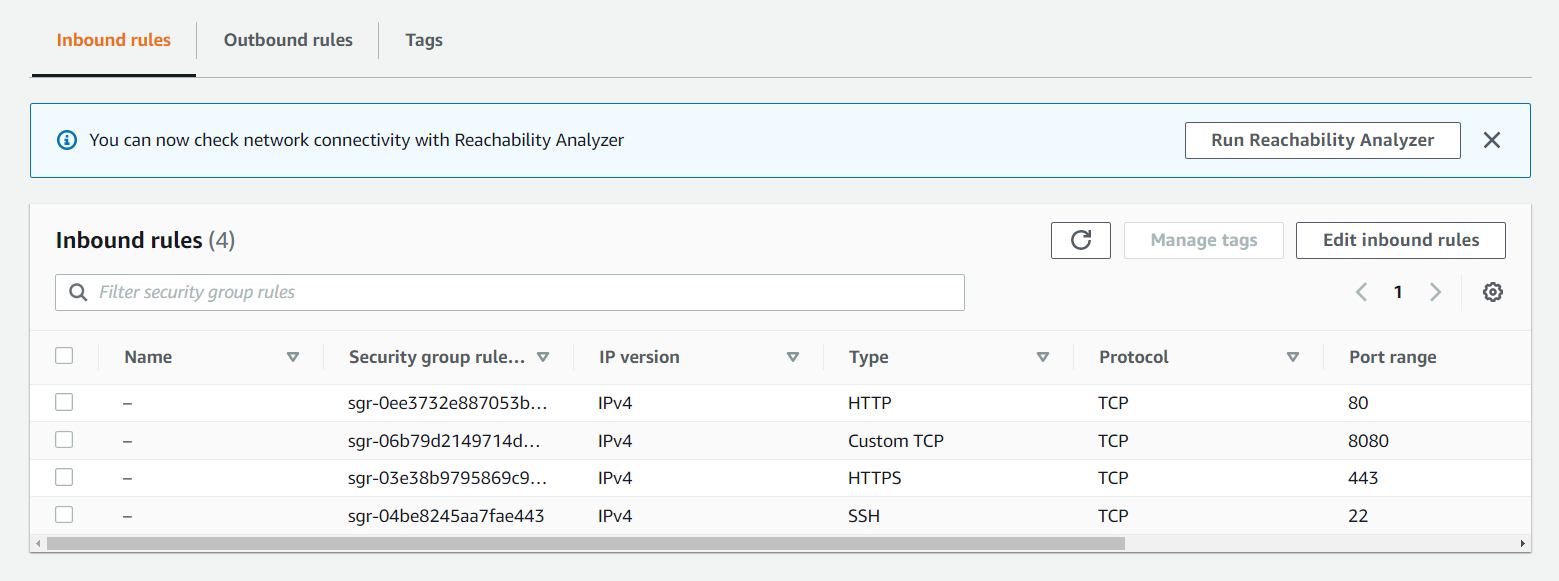 Inbound rules Outbound rules Tags
You can now check network connectivity with Reachability Analyzer Run Reachability Analyzer
Inbound rules (4) Manage tags Edit inbound rules
Filter security group rules 1
Name Security group rule... IP version Type Protocol Port range
– sgr-0ee3732e887053b... IPv4 HTTP TCP 80
– sgr-06b79d2149714d... IPv4 Custom TCP TCP 8080
– sgr-03e38b9795869c9... IPv4 HTTPS TCP 443
– sgr-04be8245aa7fae443 IPv4 SSH TCP 22